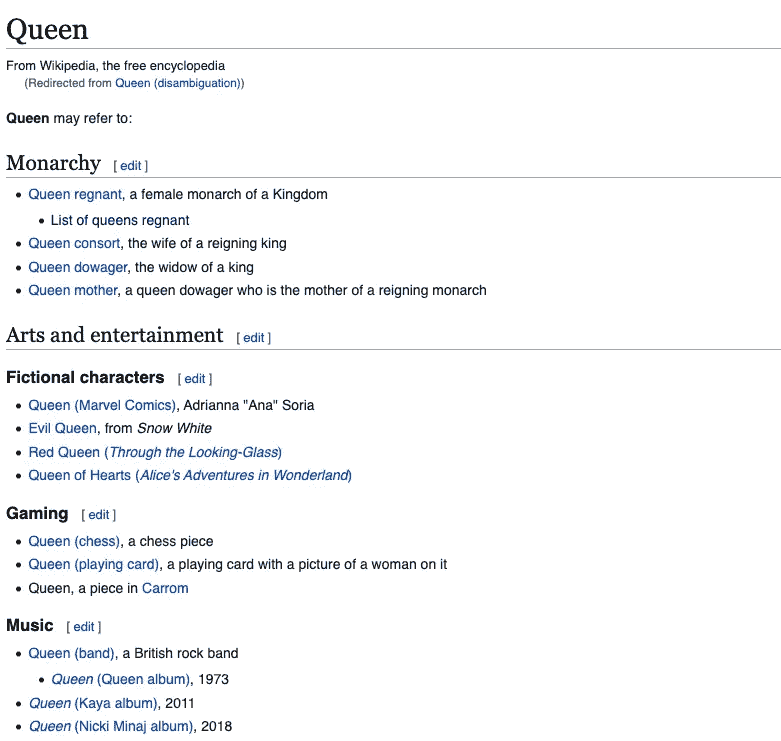 Queen
From Wikipedia, the free encyclopedia
(Redirected from Queen (disambiguation))
Queen may refer to:
Monarchy [ edit ]
• Queen regnant, a female monarch of a Kingdom
• List of queens regnant
• Queen consort, the wife of a reigning king
• Queen dowager, the widow of a king
• Queen mother, a queen dowager who is the mother of a reigning monarch
Arts and entertainment [ edit ]
Fictional characters [ edit ]
• Queen (Marvel Comics), Adrianna "Ana" Soria
• Evil Queen, from Snow White
• Red Queen (Through the Looking-Glass)
• Queen of Hearts (Alice's Adventures in Wonderland)
Gaming [ edit ]
• Queen (chess), a chess piece
• Queen (playing card), a playing card with a picture of a woman on it
• Queen, a piece in Carrom
Music [ edit ]
• Queen (band), a British rock band
• Queen (Queen album), 1973
• Queen (Kaya album), 2011
• Queen (Nicki Minaj album), 2018